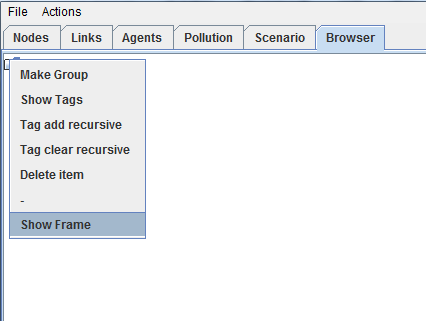 File Actions
Nodes Links Agents Pollution Scenario Browser
Make Group
Show Tags
Tag add recursive
Tag clear recursive
Delete item
-
Show Frame